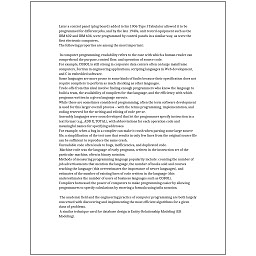 Later a control panel (plug board) added to his 1906 Type I Tabulator allowed it to be
programmed for different jobs, and by the late 1940s, unit record equipment such as the
IBM 602 and IBM 604, were programmed by control panels in a similar way, as were the
first electronic computers.
The following properties are among the most important:
In computer programming, readability refers to the ease with which a human reader can
comprehend the purpose, control flow, and operation of source code.
For example, COBOL is still strong in corporate data centers often on large mainframe
computers, Fortran in engineering applications, scripting languages in Web development,
and C in embedded software.
Some languages are more prone to some kinds of faults because their specification does not
require compilers to perform as much checking as other languages.
Trade-offs from this ideal involve finding enough programmers who know the language to
build a team, the availability of compilers for that language, and the efficiency with which
programs written in a given language execute.
While these are sometimes considered programming, often the term software development
is used for this larger overall process – with the terms programming, implementation, and
coding reserved for the writing and editing of code per se.
Assembly languages were soon developed that let the programmer specify instruction in a
text format (e.g., ADD X, TOTAL), with abbreviations for each operation code and
meaningful names for specifying addresses.
For example, when a bug in a compiler can make it crash when parsing some large source
file, a simplification of the test case that results in only few lines from the original source file
can be sufficient to reproduce the same crash.
Unreadable code often leads to bugs, inefficiencies, and duplicated code.
Machine code was the language of early programs, written in the instruction set of the
particular machine, often in binary notation.
Methods of measuring programming language popularity include: counting the number of
job advertisements that mention the language, the number of books sold and courses
teaching the language (this overestimates the importance of newer languages), and
estimates of the number of existing lines of code written in the language (this
underestimates the number of users of business languages such as COBOL).
Compilers harnessed the power of computers to make programming easier by allowing
programmers to specify calculations by entering a formula using infix notation.
The academic field and the engineering practice of computer programming are both largely
concerned with discovering and implementing the most efficient algorithms for a given
class of problems.
A similar technique used for database design is Entity-Relationship Modeling (ER
Modeling).